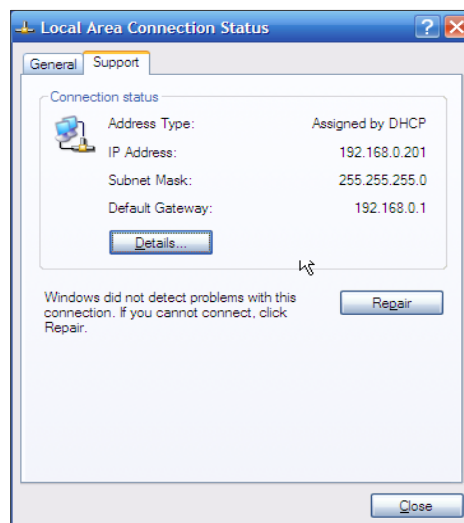 Local Area Connection Status
General Support
Connection status
Address Type: Assigned by DHCP
IP Address: 192.168.0.201
Subnet Mask: 255.255.255.0
Default Gateway: 192.168.0.1
Details...
Windows did not detect problems with this
connection. If you cannot connect, click
Repair.
Repair
Close